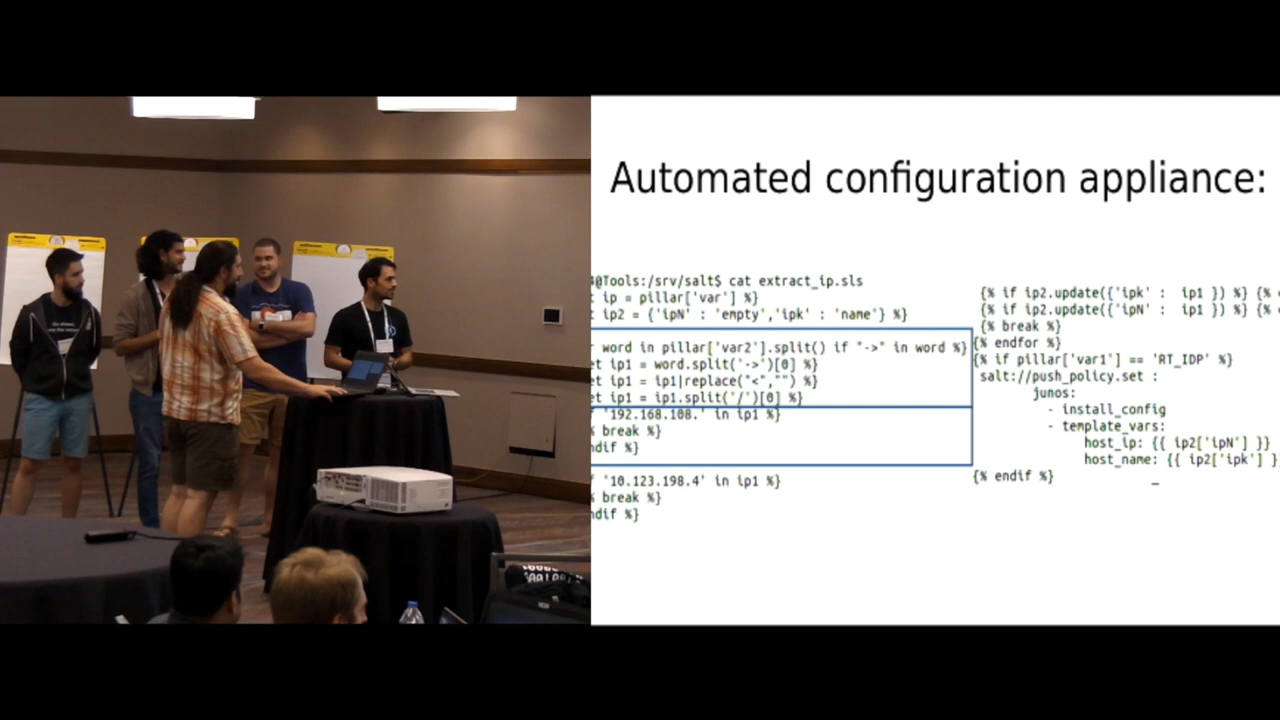 Automated configuration appliance:
@Tools:/srv/salt$ cat extract_ip.sls
ip = pillar['var'] %}
ip2 = {'ipN' : 'empty','ipk' : 'name'} %}
word in pillar['var2'].split() if "->" in word %}
et ip1 = word.split('->')[0] %}
et ip1 = ip1|replace("<","") %}
et ip1 = ip1.split('/')[0] %}
'192.168.108.' in ip1 %}
break %}
ndif %}
'10.123.198.4' in ip1 %}
break %}
ndif %}
{% if ip2.update({'ipk' : ip1 }) %} {%
{% if ip2.update({'ipN' : ip1 }) %} {%
{% break %}
{% endfor %}
{% if pillar['var1'] == 'RT_IDP' %}
salt://push_policy.set :
junos:
- install_config
- template_vars:
host_ip: {{ ip2['ipN'] }}
host_name: {{ ip2['ipk'] }
{% endif %}